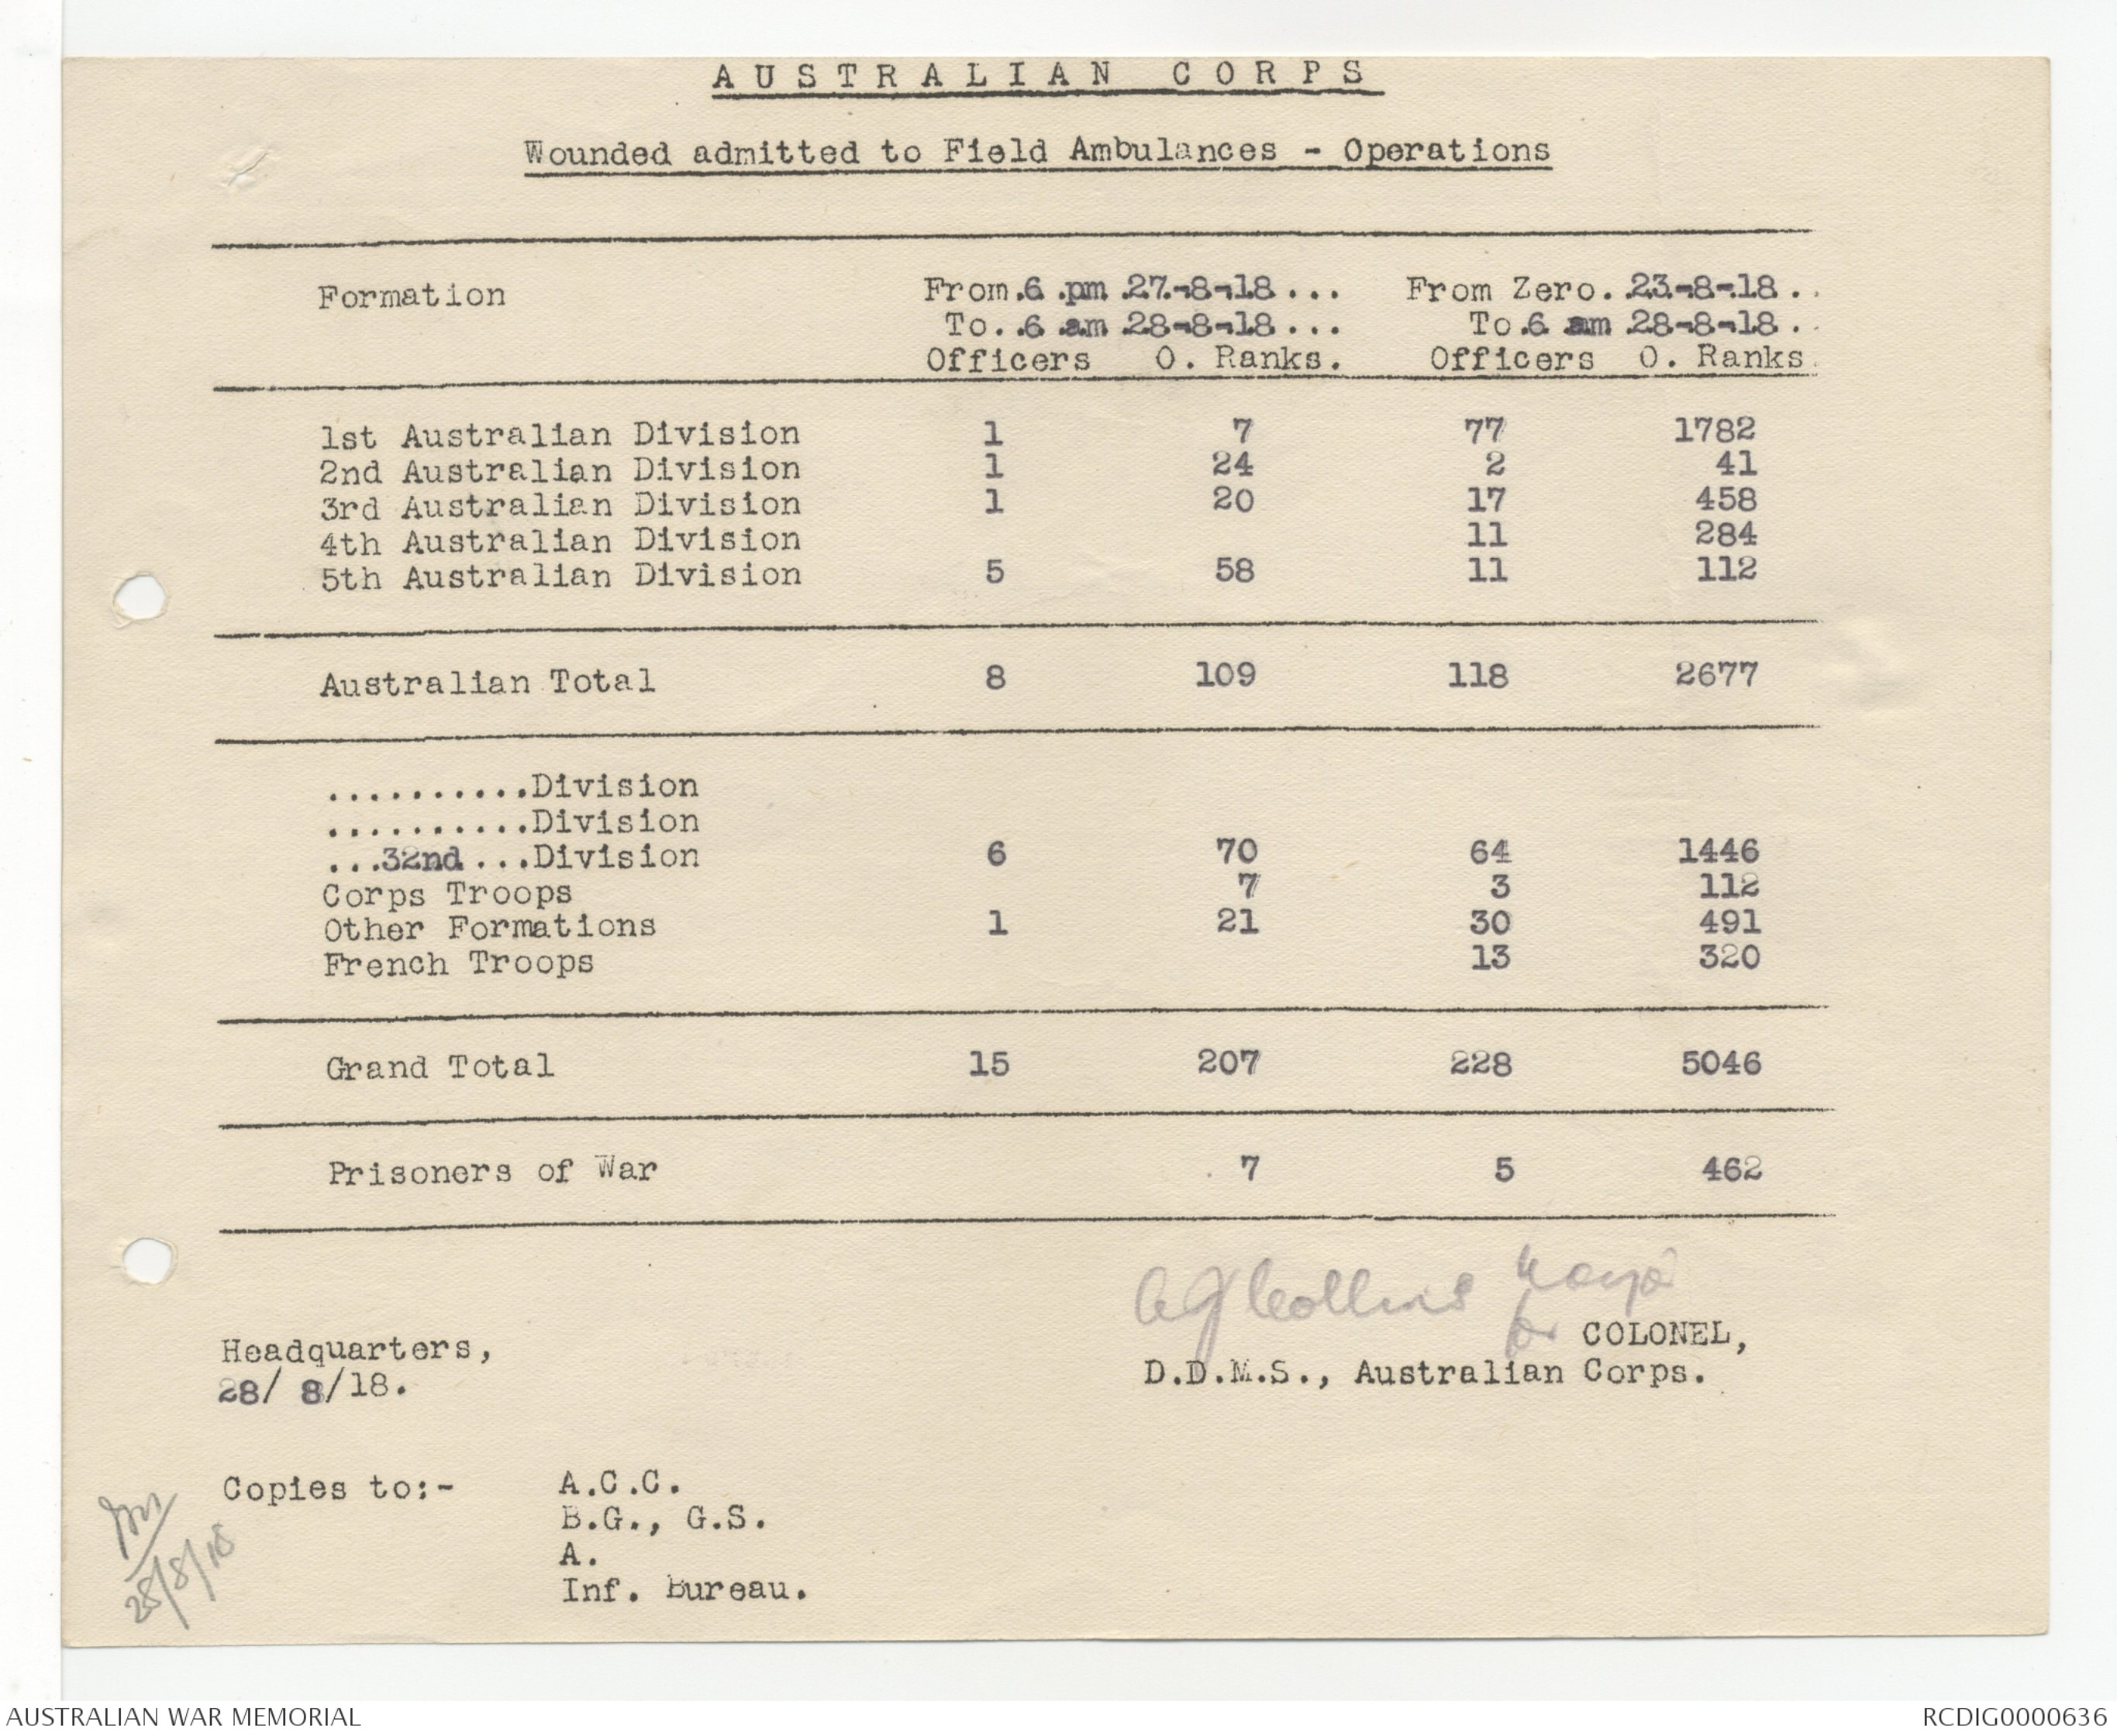 AUSTRALIAN CORPS
Wounded admitted to Field Ambulances - Operations
Formation From.6 .pm .27.-8-.18... From Zero. .23.-8-.18..
To. .6 .am .28-8-.18... To .6 am 28-8-.18..
Officers O. Ranks. Officers O. Ranks.
1st Australian Division 1 7 77 1782
2nd Australian Division 1 24 2 41
3rd Australian Division 1 20 17 458
4th Australian Division 11 284
5th Australian Division 5 58 11 112
Australian Total 8 109 118 2677
..........Division
..........Division
...32nd...Division 6 70 64 1446
Corps Troops 7 3 112
Other Formations 1 21 30 491
French Troops 13 320
Grand Total 15 207 228 5046
Prisoners of War 7 5 462
Collins Major
for COLONEL,
Headquarters,
D.D.M.S., Australian Corps.
28/ 8/18.
Copies to:- A.C.C.
B.G., G.S.
A.
Inf. Bureau.
28/8/18
AUSTRALIAN WAR MEMORIAL RCDIG0000636